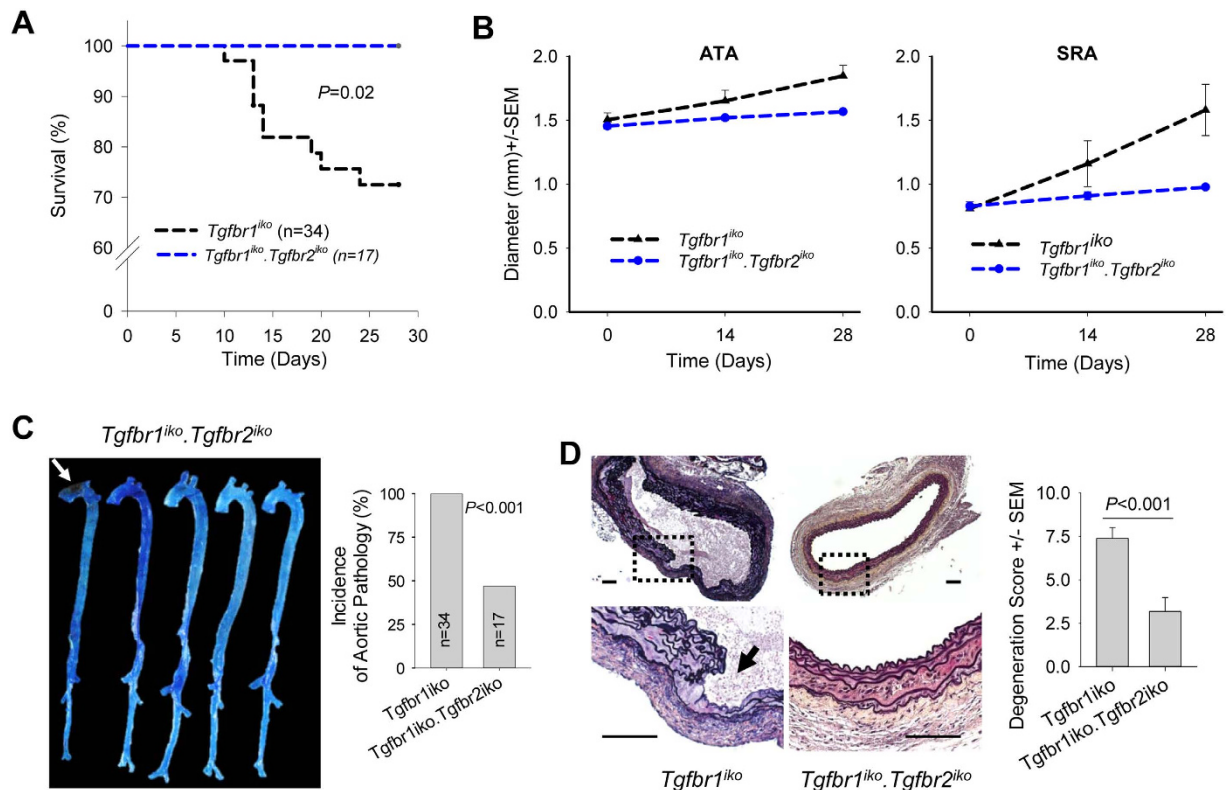 A
Survival (%)
100
90
80
70
60
0
P=0.02
Tgfbr1iko (n=34)
Tgfbr1iko.Tgfbr2iko (n=17)
0 5 10 15 20 25 30
Time (Days)
B
Diameter (mm)+/-SEM
ATA
2.0
1.5
1.0
0.5
0.0
Tgfbr1iko
Tgfbr1iko.Tgfbr2iko
0 14 28
Time (Days)
SRA
2.0
1.5
1.0
0.5
0.0
Tgfbr1iko
Tgfbr1iko.Tgfbr2iko
0 14 28
Time (Days)
C
Tgfbr1iko.Tgfbr2iko
Incidence
of Aortic Pathology (%)
100
75
50
25
0
P<0.001
n=34
n=17
Tgfbr1iko
Tgfbr1iko.Tgfbr2iko
D
Tgfbr1iko
Tgfbr1iko.Tgfbr2iko
Degeneration Score +/- SEM
10.0
7.5
5.0
2.5
0.0
P<0.001
Tgfbr1iko
Tgfbr1iko.Tgfbr2iko